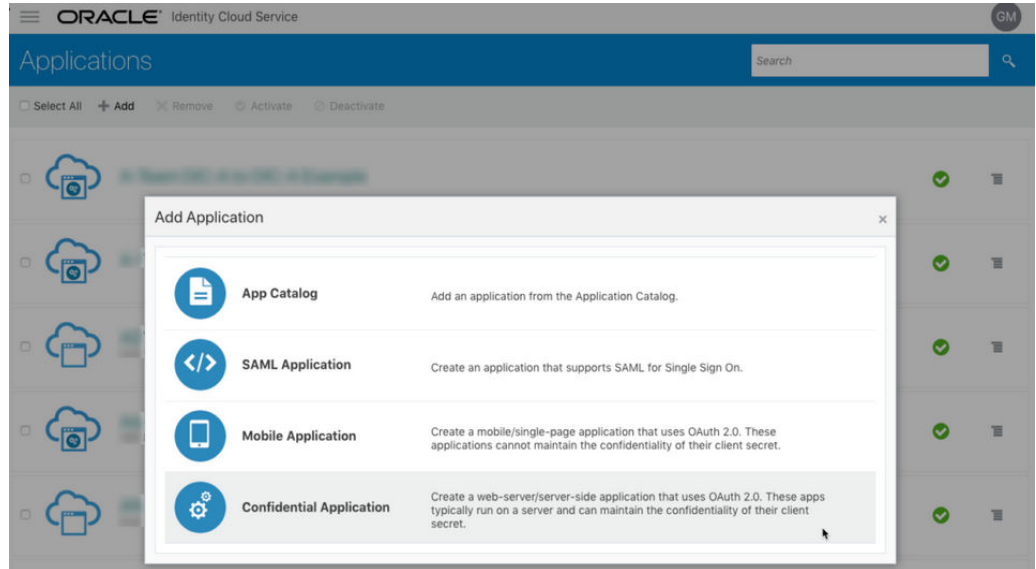 ORACLE® Identity Cloud Service GM
Applications Search
Select All Add Remove Activate Deactivate
Add Application
App Catalog Add an application from the Application Catalog.
SAML Application Create an application that supports SAML for Single Sign On.
Mobile Application Create a mobile/single-page application that uses OAuth 2.0. These
applications cannot maintain the confidentiality of their client secret.
Confidential Application Create a web-server/server-side application that uses OAuth 2.0. These apps
typically run on a server and can maintain the confidentiality of their client
secret.